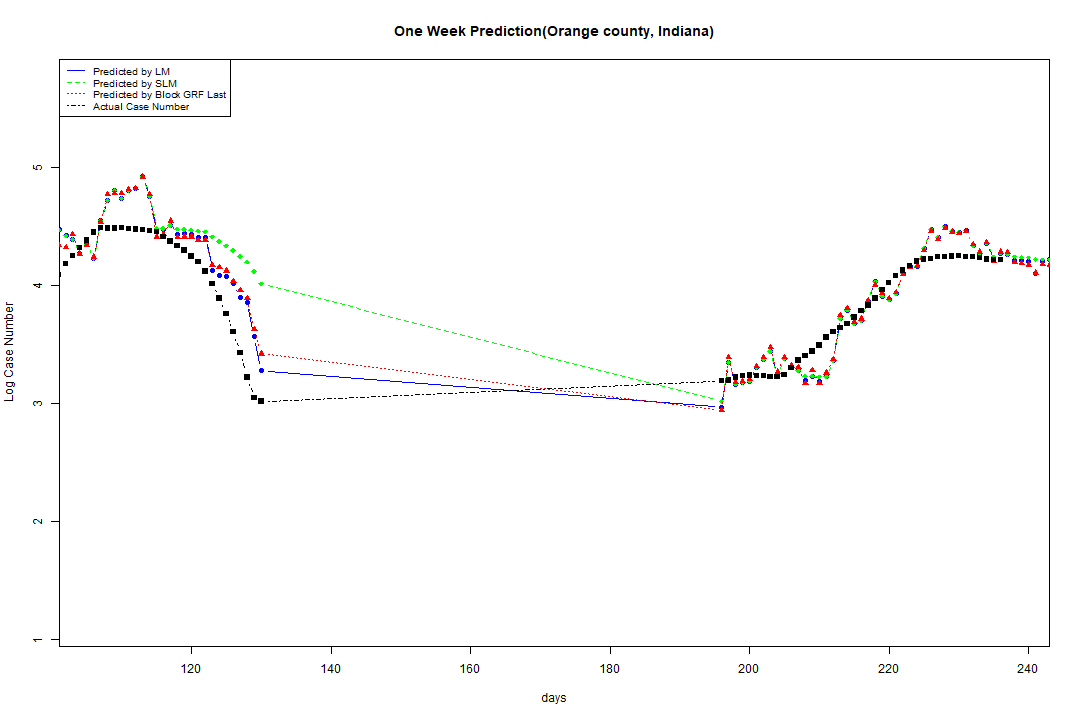 One Week Prediction(Orange county, Indiana)
Predicted by LM
Predicted by SLM
Predicted by Block GRF Last
Actual Case Number
5
4
3
2
1
Log Case Number
120 140 160 180 200 220 240
days